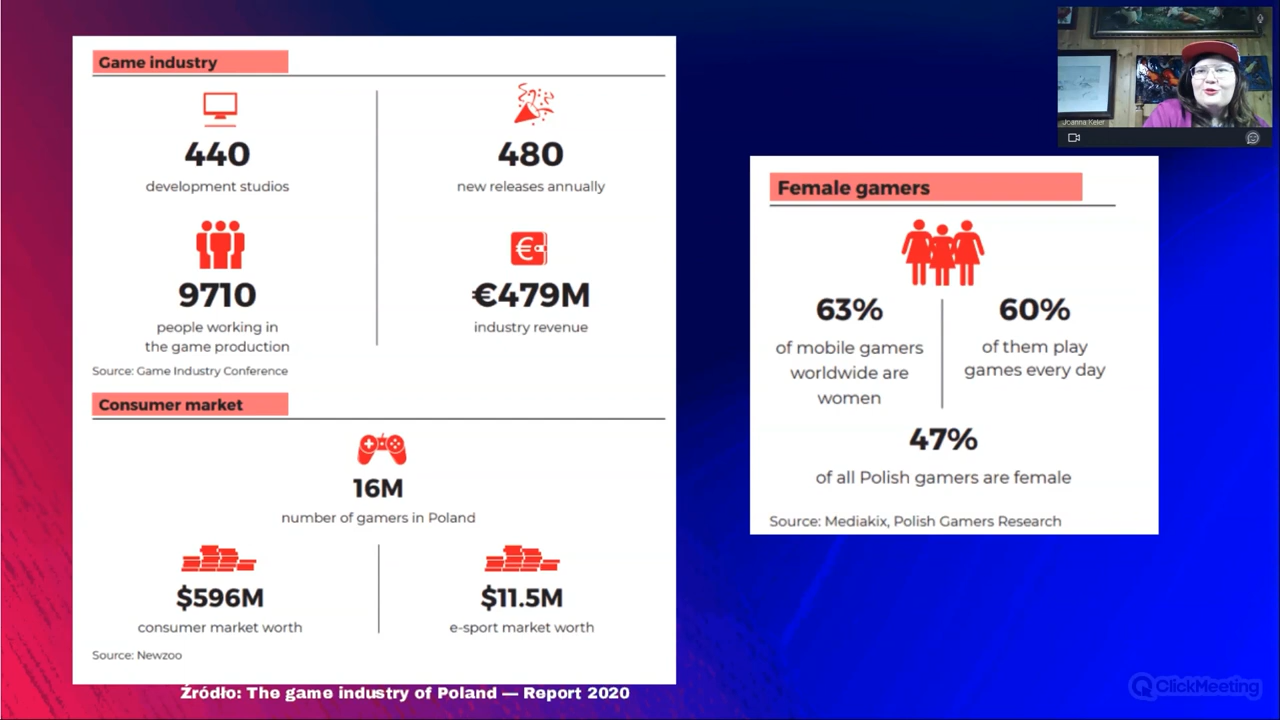 Game industry
440
development studios
480
new releases annually
9710
people working in
the game production
€479M
industry revenue
Source: Game Industry Conference
Consumer market
16M
number of gamers in Poland
$596M
consumer market worth
$11.5M
e-sport market worth
Source: Newzoo
Źródło: The game industry of Poland — Report 2020
Joanna Keler
Female gamers
63%
of mobile gamers
worldwide are
women
60%
of them play
games every day
47%
of all Polish gamers are female
Source: Mediakix, Polish Gamers Research
ClickMeeting